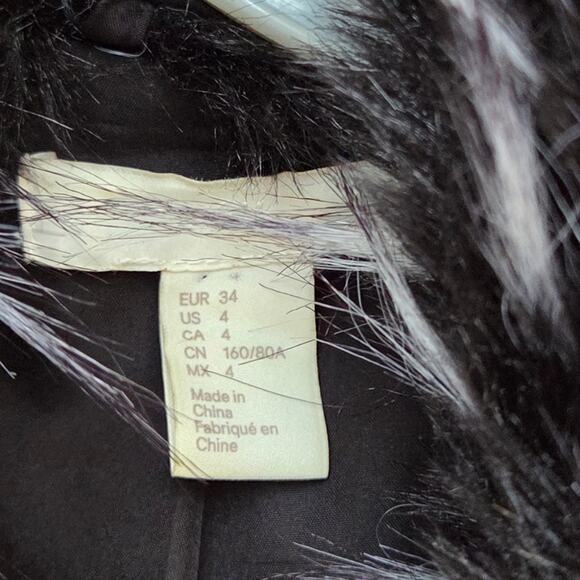 EUR 34
US 4
CA 4
CN 160/80A
MX 4
Made in
China
Fabriqué en
Chine